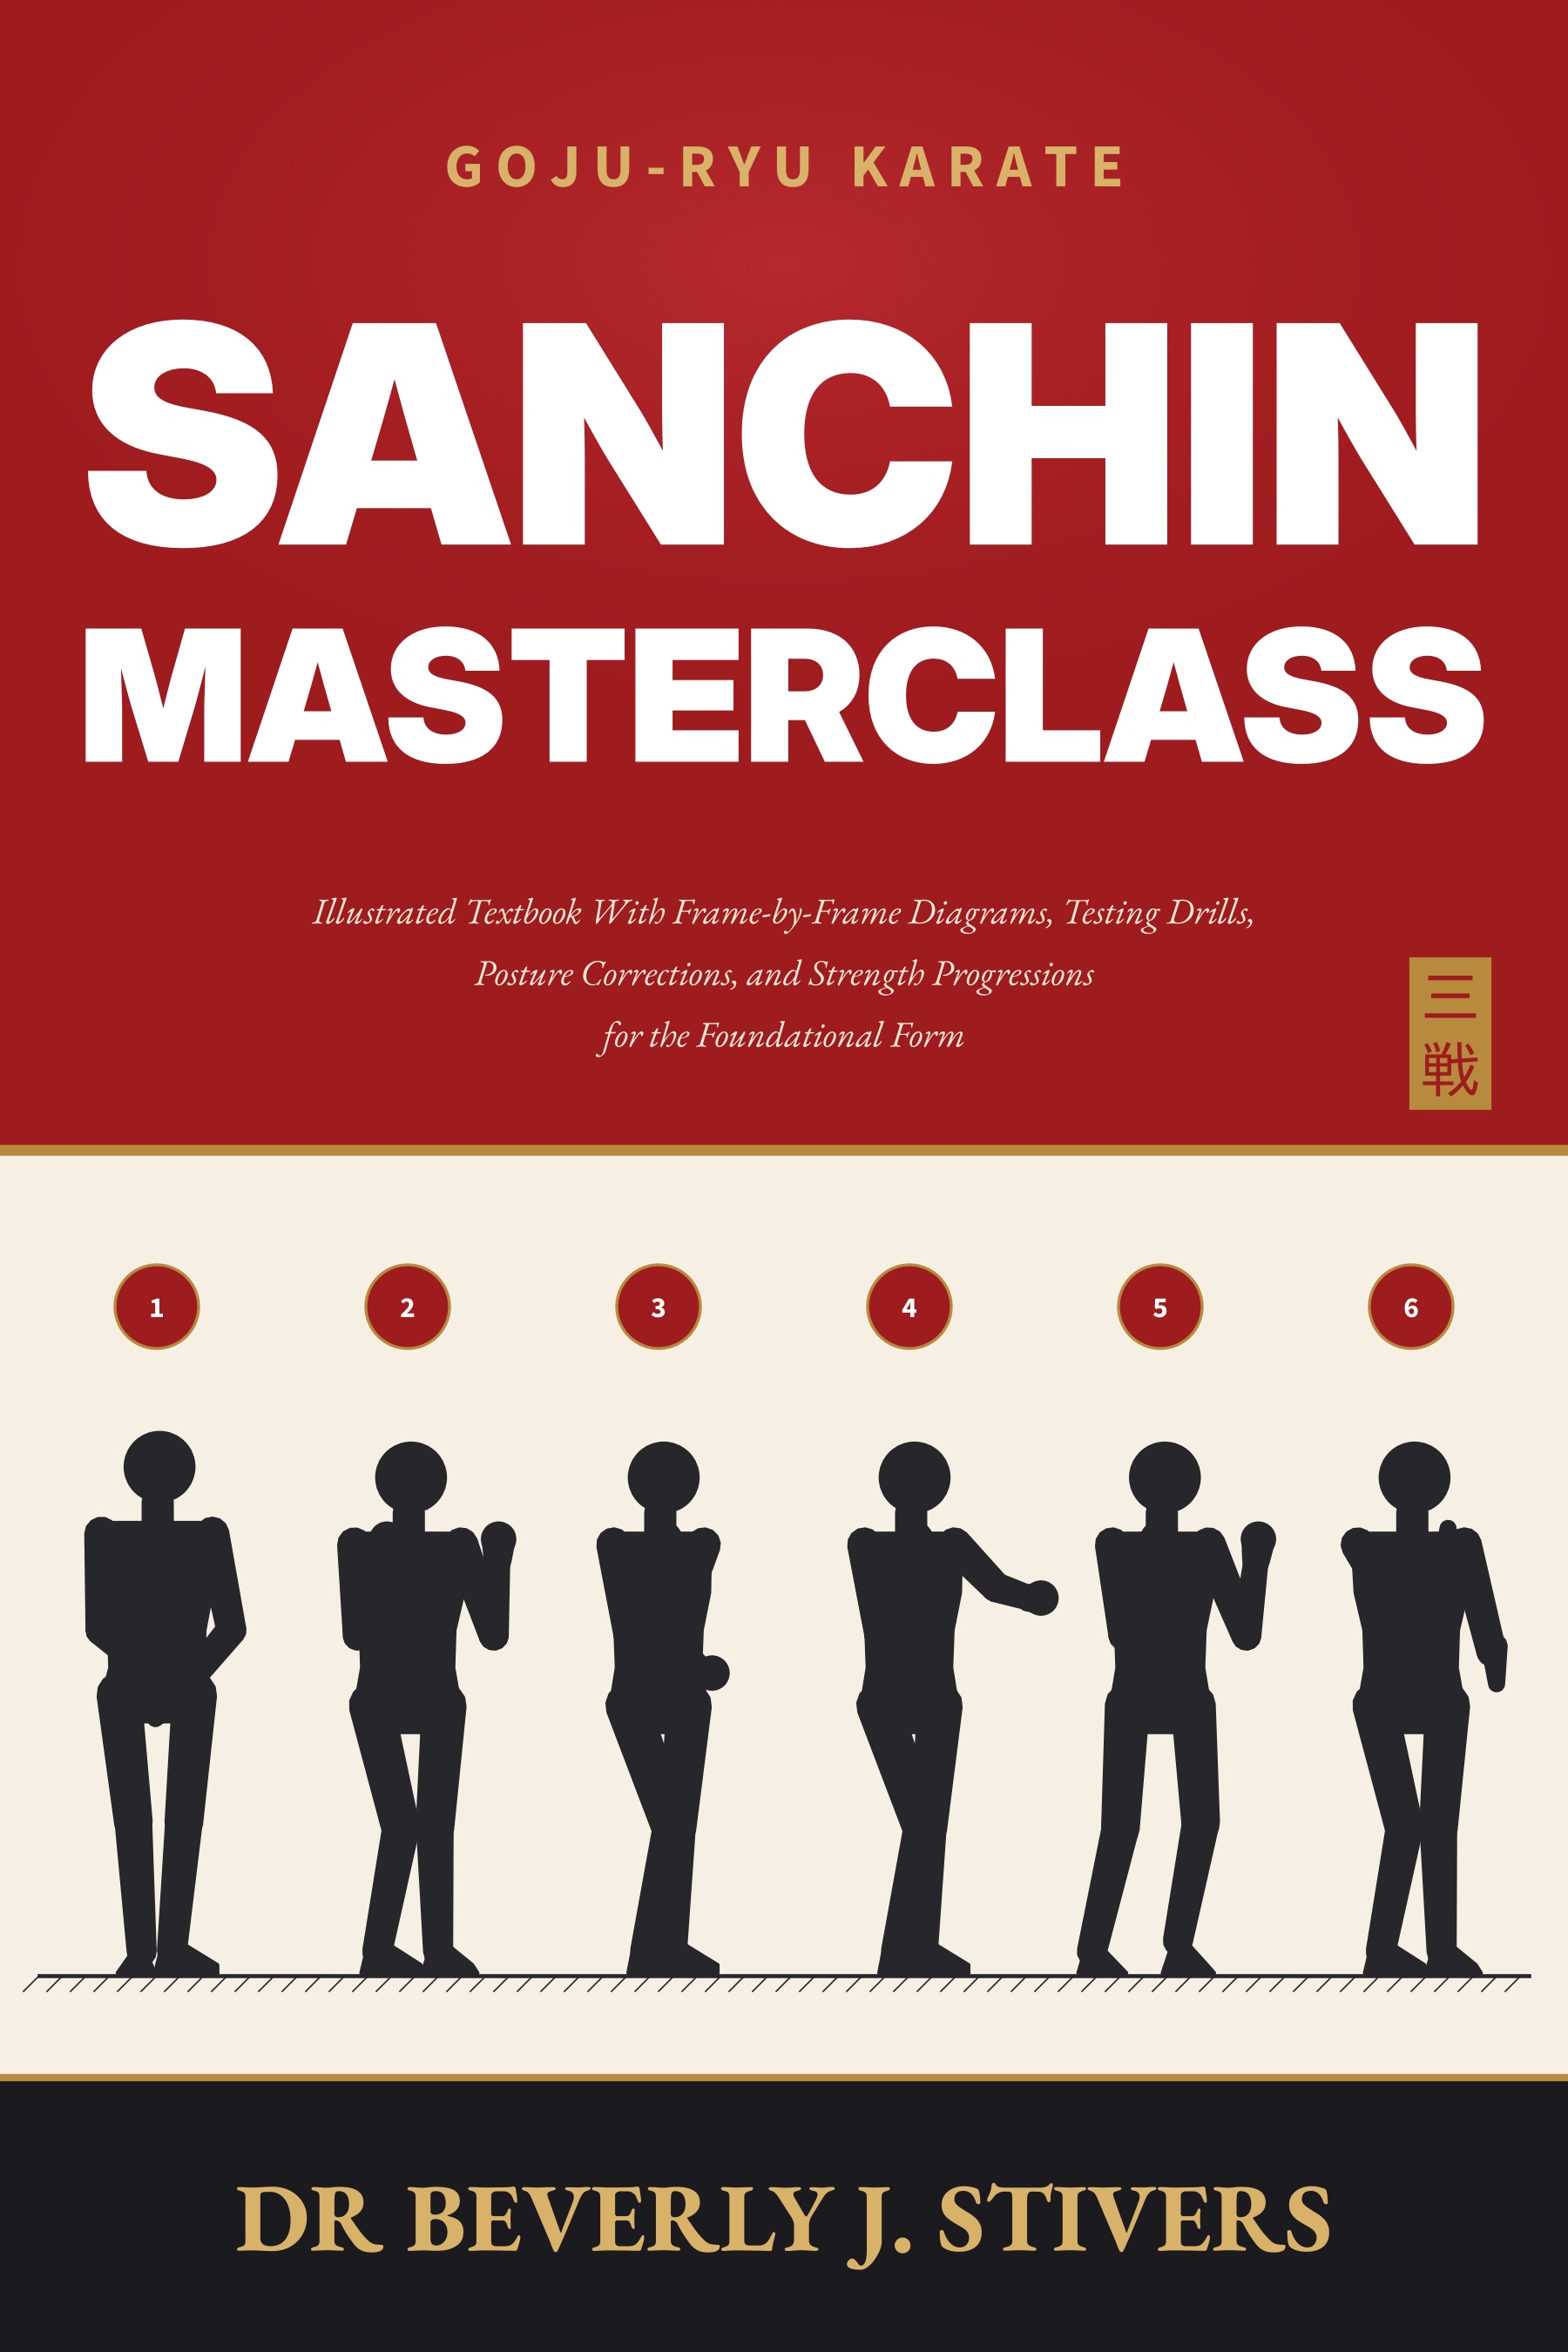 GOJU-RYU KARATE
SANCHIN
MASTERCLASS
Illustrated Textbook With Frame-by-Frame Diagrams, Testing Drills,
Posture Corrections, and Strength Progressions
for the Foundational Form
三
戦
1 2 3 4 5 6
DR BEVERLY J. STIVERS